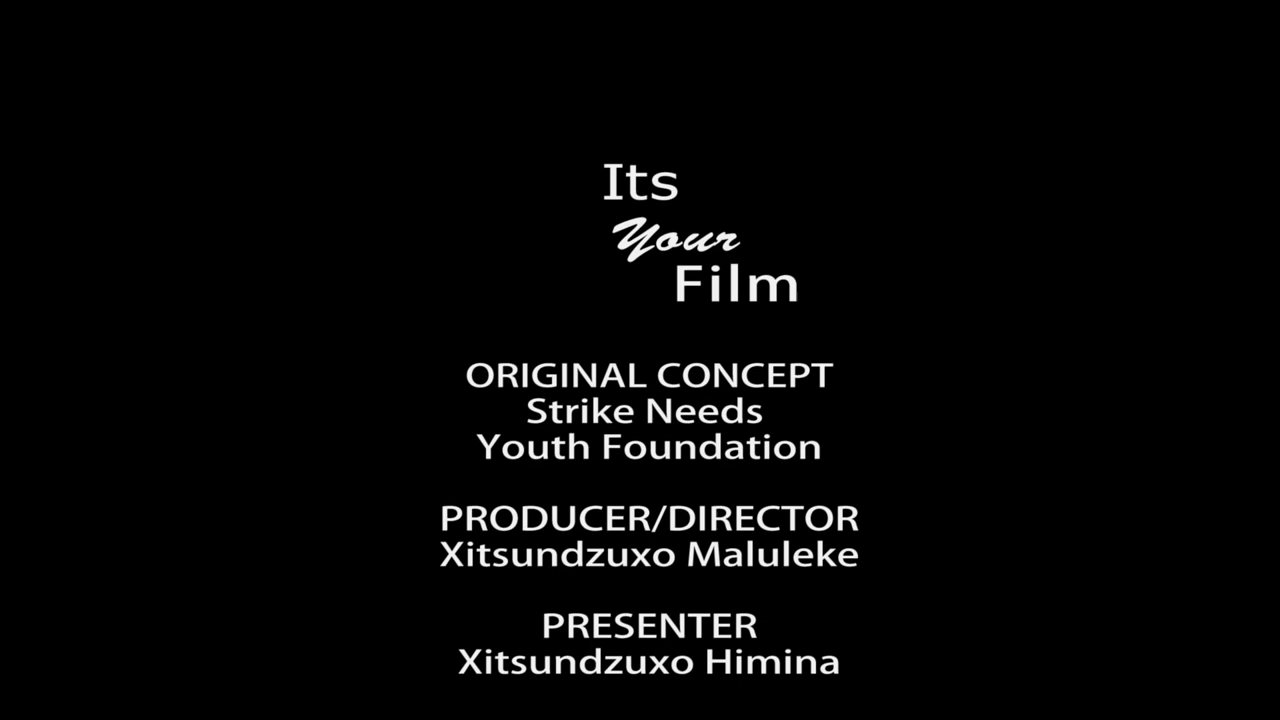 Its
Your
Film
ORIGINAL CONCEPT
Strike Needs
Youth Foundation
PRODUCER/DIRECTOR
Xitsundzuxo Maluleke
PRESENTER
Xitsundzuxo Himina